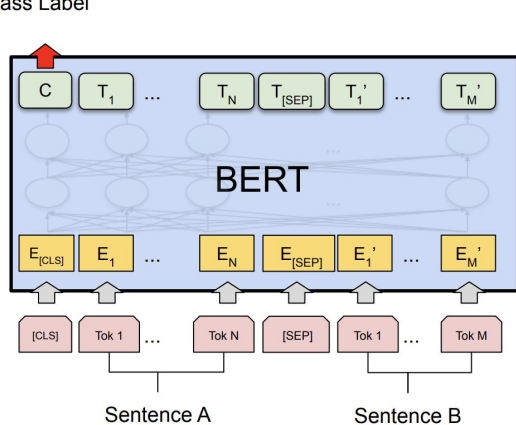 ass Label
C T1 ... TN T[SEP] T1’ ... TM’
...
BERT
...
E[CLS] E1 ... EN E[SEP] E1’ ... EM’
[CLS] Tok 1 ... Tok N [SEP] Tok 1 ... Tok M
Sentence A Sentence B